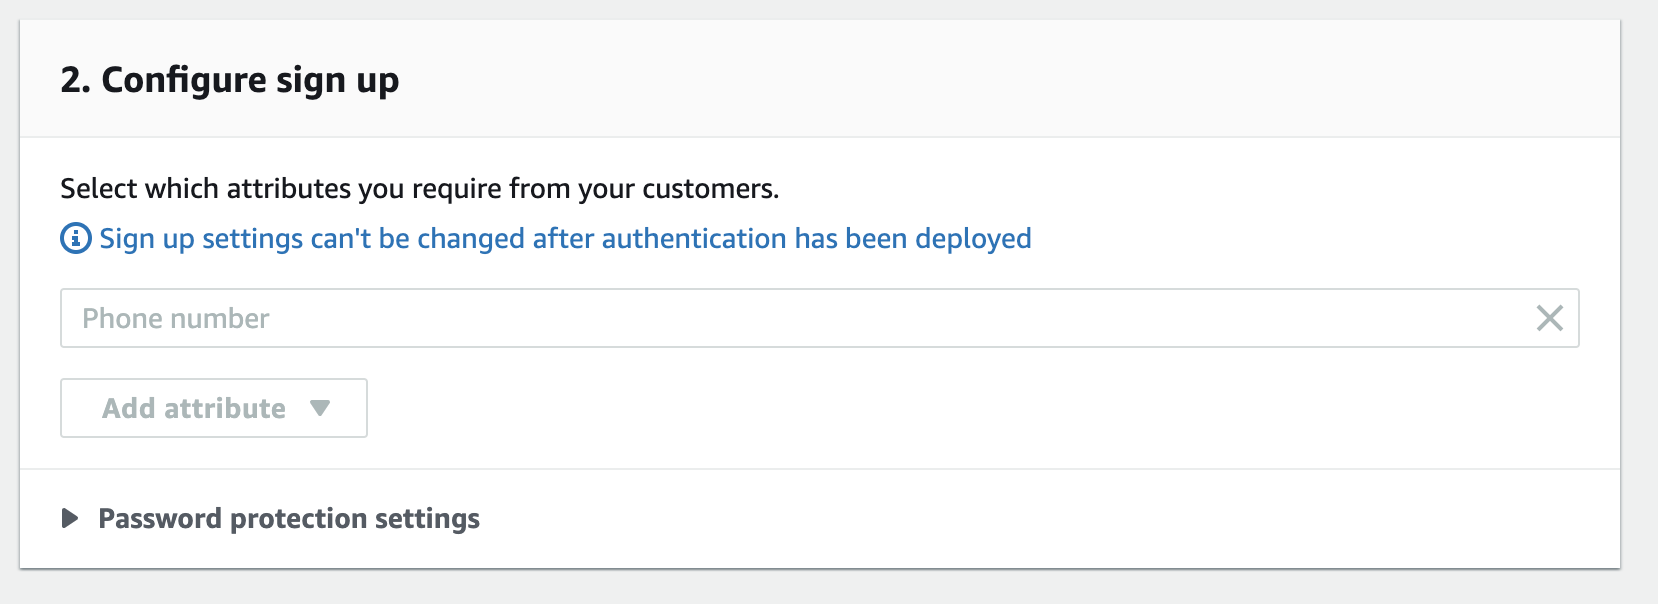 2. Configure sign up
Select which attributes you require from your customers.
Sign up settings can't be changed after authentication has been deployed
Phone number
Add attribute
Password protection settings